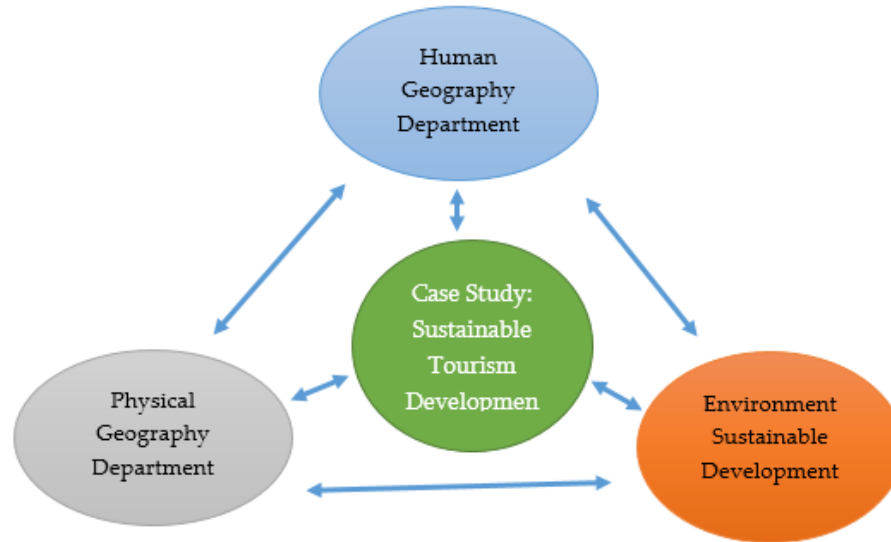 Human
Geography
Department
Case Study:
Sustainable
Tourism
Developmen
Physical
Geography
Department
Environment
Sustainable
Development